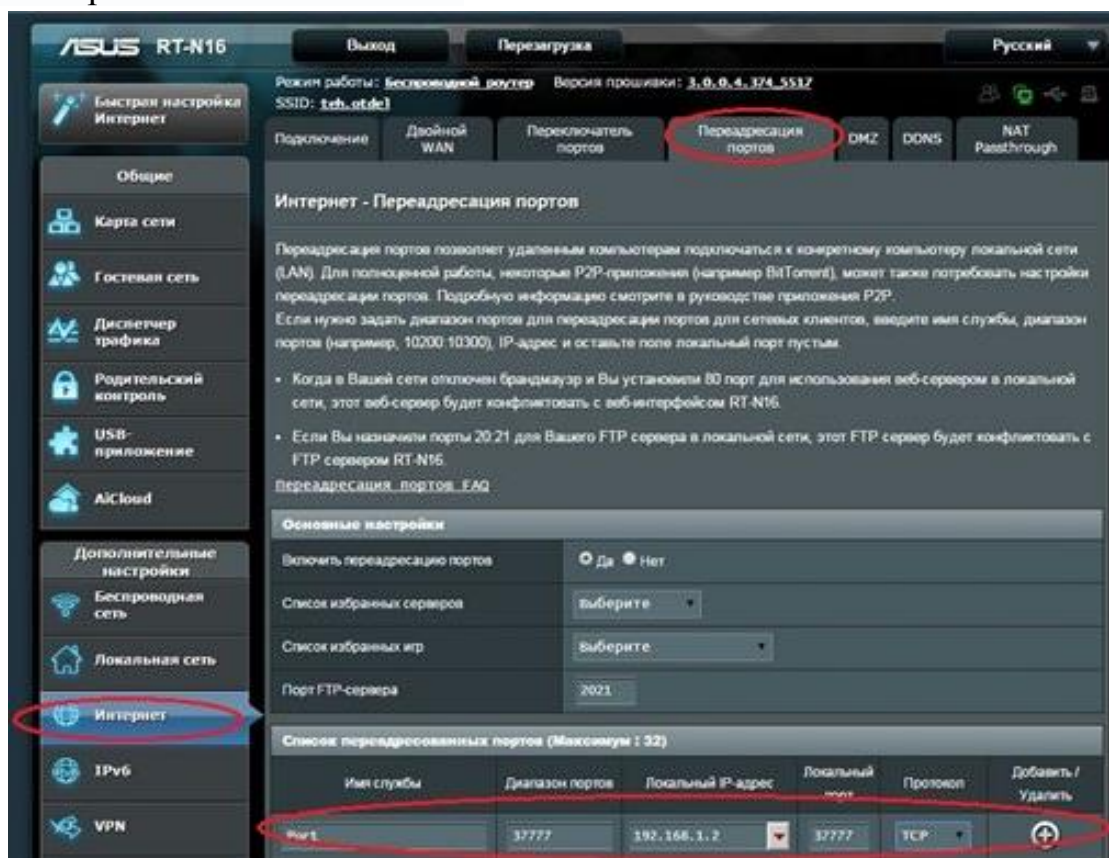 /ISUS RT-N16
Выход
Перезагрузка
Русский
Быстрая настройка
Интернет
Режим работы: Беспроводной роутер Версия прошивки: 3.0.0.4.374_5517
SSID: teh.otdel
Подключение
Двойной
WAN
Переключатель
портов
Переадресация
портов
DMZ
DDNS
NAT
Passthrough
Общие
Карта сети
Гостевая сеть
Диспетчер
трафика
Родительский
контроль
USB-
приложение
AiCloud
Дополнительные
настройки
Беспроводная
сеть
Локальная сеть
Интернет
IPv6
VPN
Интернет - Переадресация портов
Переадресация портов позволяет удаленным компьютерам подключаться к конкретному компьютеру локальной сети
(LAN). Для полноценной работы, некоторые P2P-приложения (например BitTorrent), может также потребовать настройки
переадресации портов. Подробную информацию смотрите в руководстве приложения P2P.
Если нужно задать диапазон портов для переадресации портов для сетевых клиентов, введите имя службы, диапазон
портов (например, 10200 10300), IP-адрес и оставьте поле локальный порт пустым.
• Когда в Вашей сети отключен брандмауэр и Вы установили 80 порт для использования веб-сервером в локальной
сети, этот веб-сервер будет конфликтовать с веб-интерфейсом RT-N16.
• Если Вы назначили порты 20:21 для Вашего FTP сервера в локальной сети, этот FTP сервер будет конфликтовать с
FTP сервером RT-N16.
Переадресация портов FAQ
Основные настройки
Включить переадресацию портов
Да Нет
Список избранных серверов
Выберите
Список избранных игр
Выберите
Порт FTP-сервера
2021
Список переадресованных портов (Максимум : 32)
Имя службы
Диапазон портов
Локальный IP-адрес
Локальный
порт
Протокол
Добавить /
Удалить
Port
37777
192.168.1.2
37777
TCP